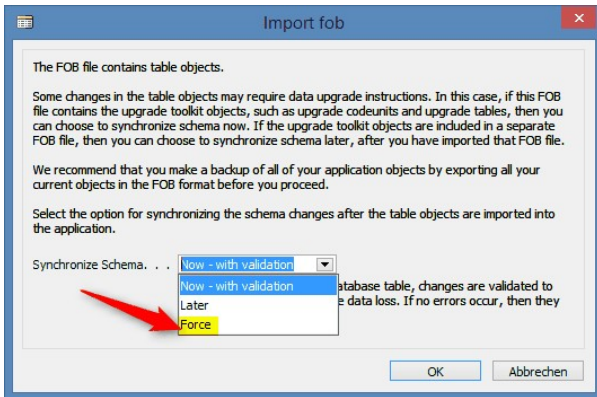 Import fob
The FOB file contains table objects.
Some changes in the table objects may require data upgrade instructions. In this case, if this FOB
file contains the upgrade toolkit objects, such as upgrade codeunits and upgrade tables, then you
can choose to synchronize schema now. If the upgrade toolkit objects are included in a separate
FOB file, then you can choose to synchronize schema later, after you have imported that FOB file.
We recommend that you make a backup of all of your application objects by exporting all your
current objects in the FOB format before you proceed.
Select the option for synchronizing the schema changes after the table objects are imported into
the application.
Synchronize Schema. . . Now - with validation
Now - with validation atabase table, changes are validated to
Later e data loss. If no errors occur, then they
Force
OK Abbrechen